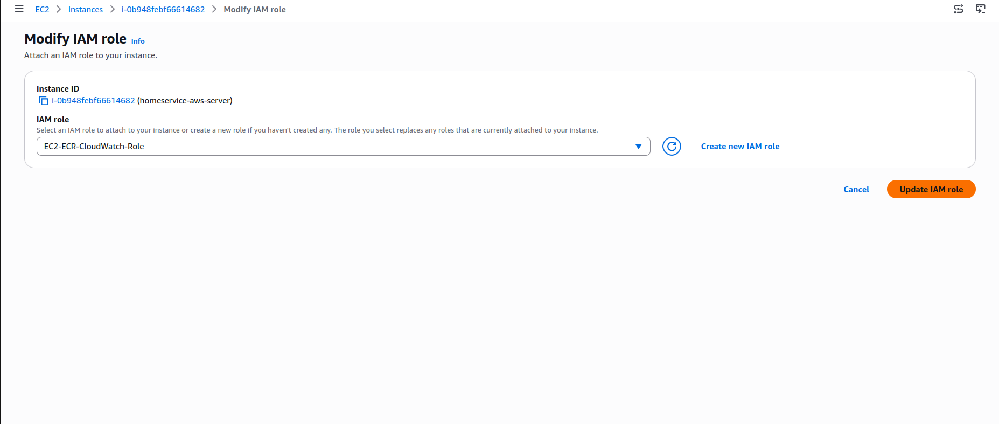 EC2 Instances i-0b948febf66614682 Modify IAM role
Modify IAM role Info
Attach an IAM role to your instance.
Instance ID
i-0b948febf66614682 (homeservice-aws-server)
IAM role
Select an IAM role to attach to your instance or create a new role if you haven't created any. The role you select replaces any roles that are currently attached to your instance.
EC2-ECR-CloudWatch-Role
Create new IAM role
Cancel
Update IAM role